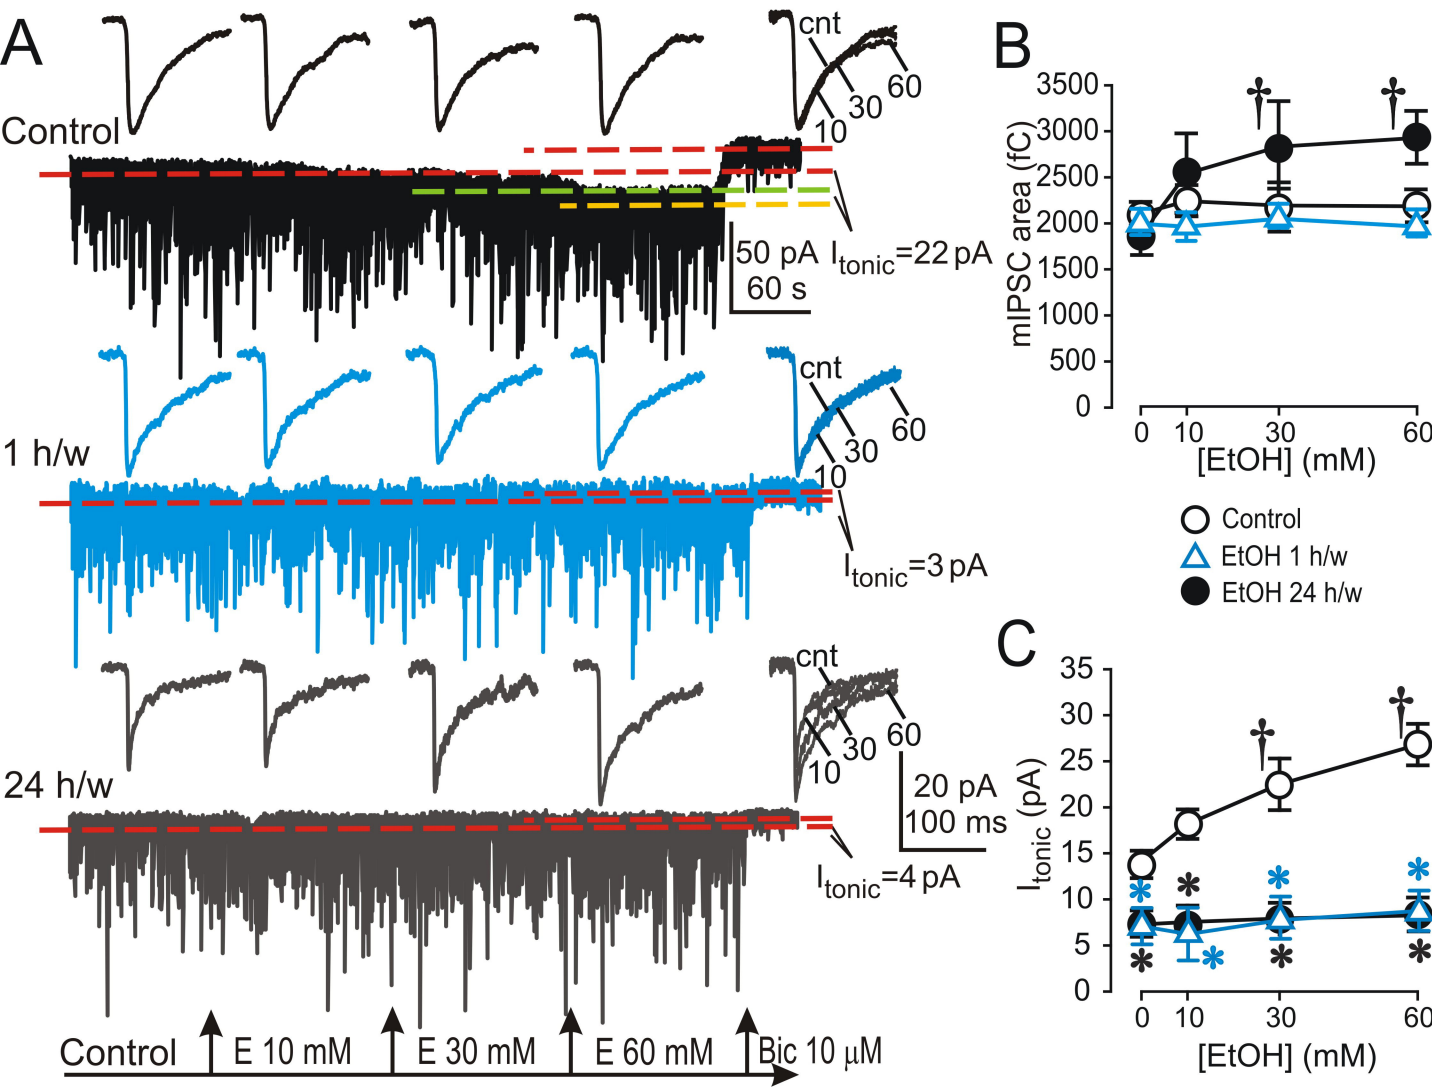 A
cnt
60
30
10
Control
50 pA
60 s
Itonic=22 pA
cnt
60
30
10
1 h/w
Itonic=3 pA
cnt
60
30
10
24 h/w
20 pA
100 ms
Itonic=4 pA
Control
E 10 mM
E 30 mM
E 60 mM
Bic 10 µM
B
mIPSC area (fC)
3500
3000
2500
2000
1500
1000
500
0
† †
0 10 30 60
[EtOH] (mM)
Control
EtOH 1 h/w
EtOH 24 h/w
C
Itonic (pA)
35
30
25
20
15
10
5
0
† †
* * * *
* * * *
0 10 30 60
[EtOH] (mM)